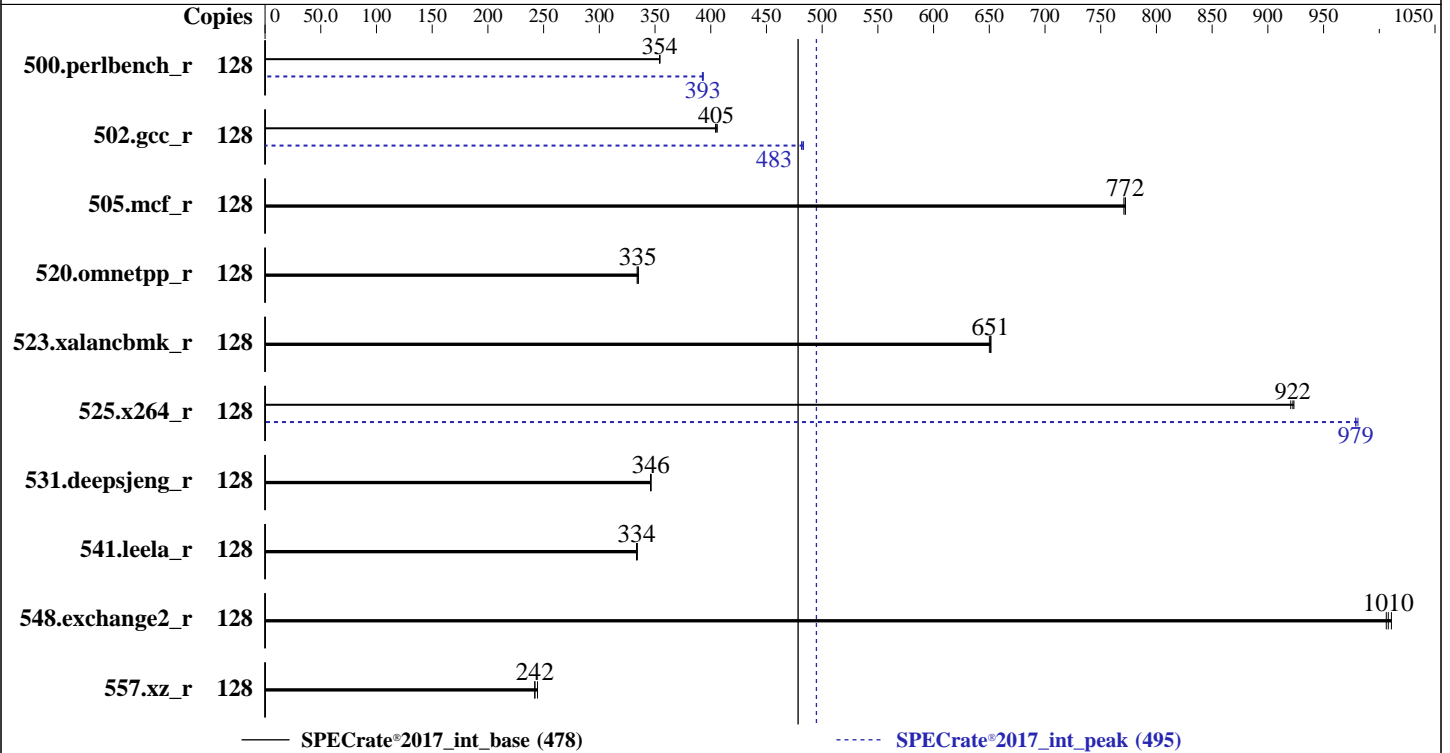 Copies 0 50.0 100 150 200 250 300 350 400 450 500 550 600 650 700 750 800 850 900 950 1050
354
500.perlbench_r 128
393
405
502.gcc_r 128
483
772
505.mcf_r 128
335
520.omnetpp_r 128
651
523.xalancbmk_r 128
922
525.x264_r 128
979
346
531.deepsjeng_r 128
334
541.leela_r 128
1010
548.exchange2_r 128
242
557.xz_r 128
SPECrate®2017_int_base (478) SPECrate®2017_int_peak (495)